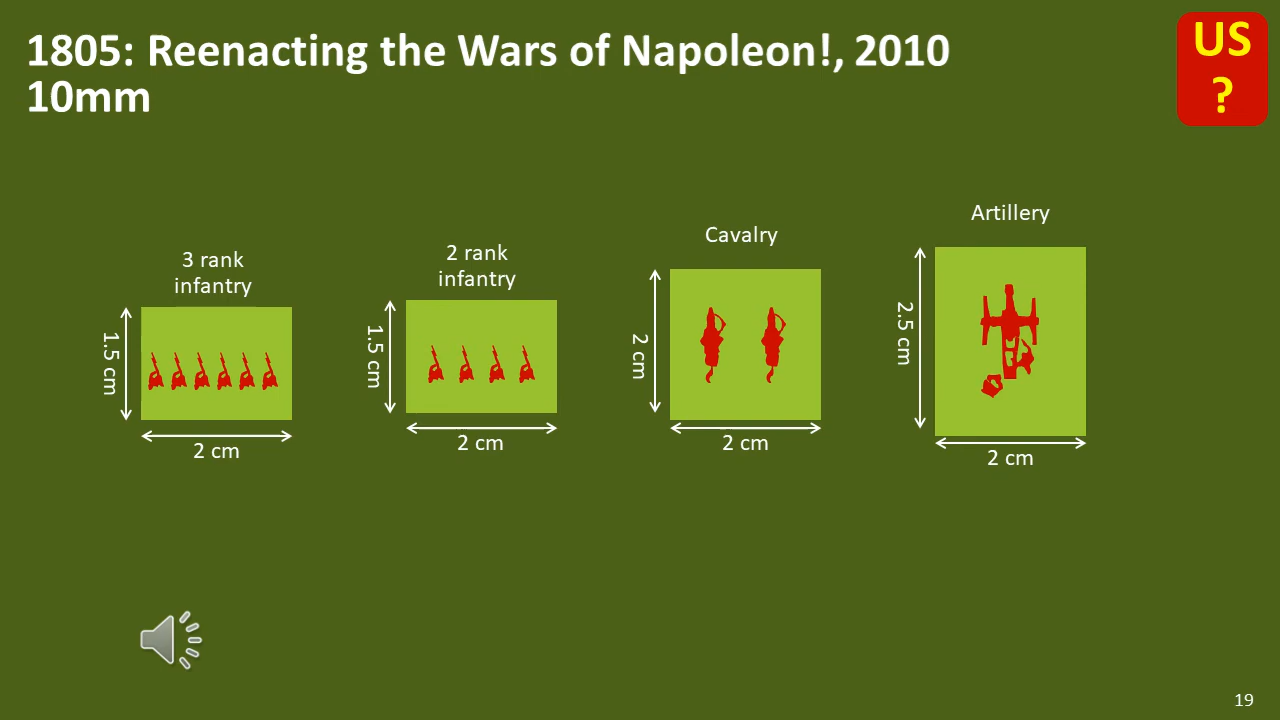 1805: Reenacting the Wars of Napoleon!, 2010
10mm
US
?
3 rank
infantry
1.5 cm
2 cm
2 rank
infantry
1.5 cm
2 cm
Cavalry
2 cm
2 cm
Artillery
2.5 cm
2 cm
19